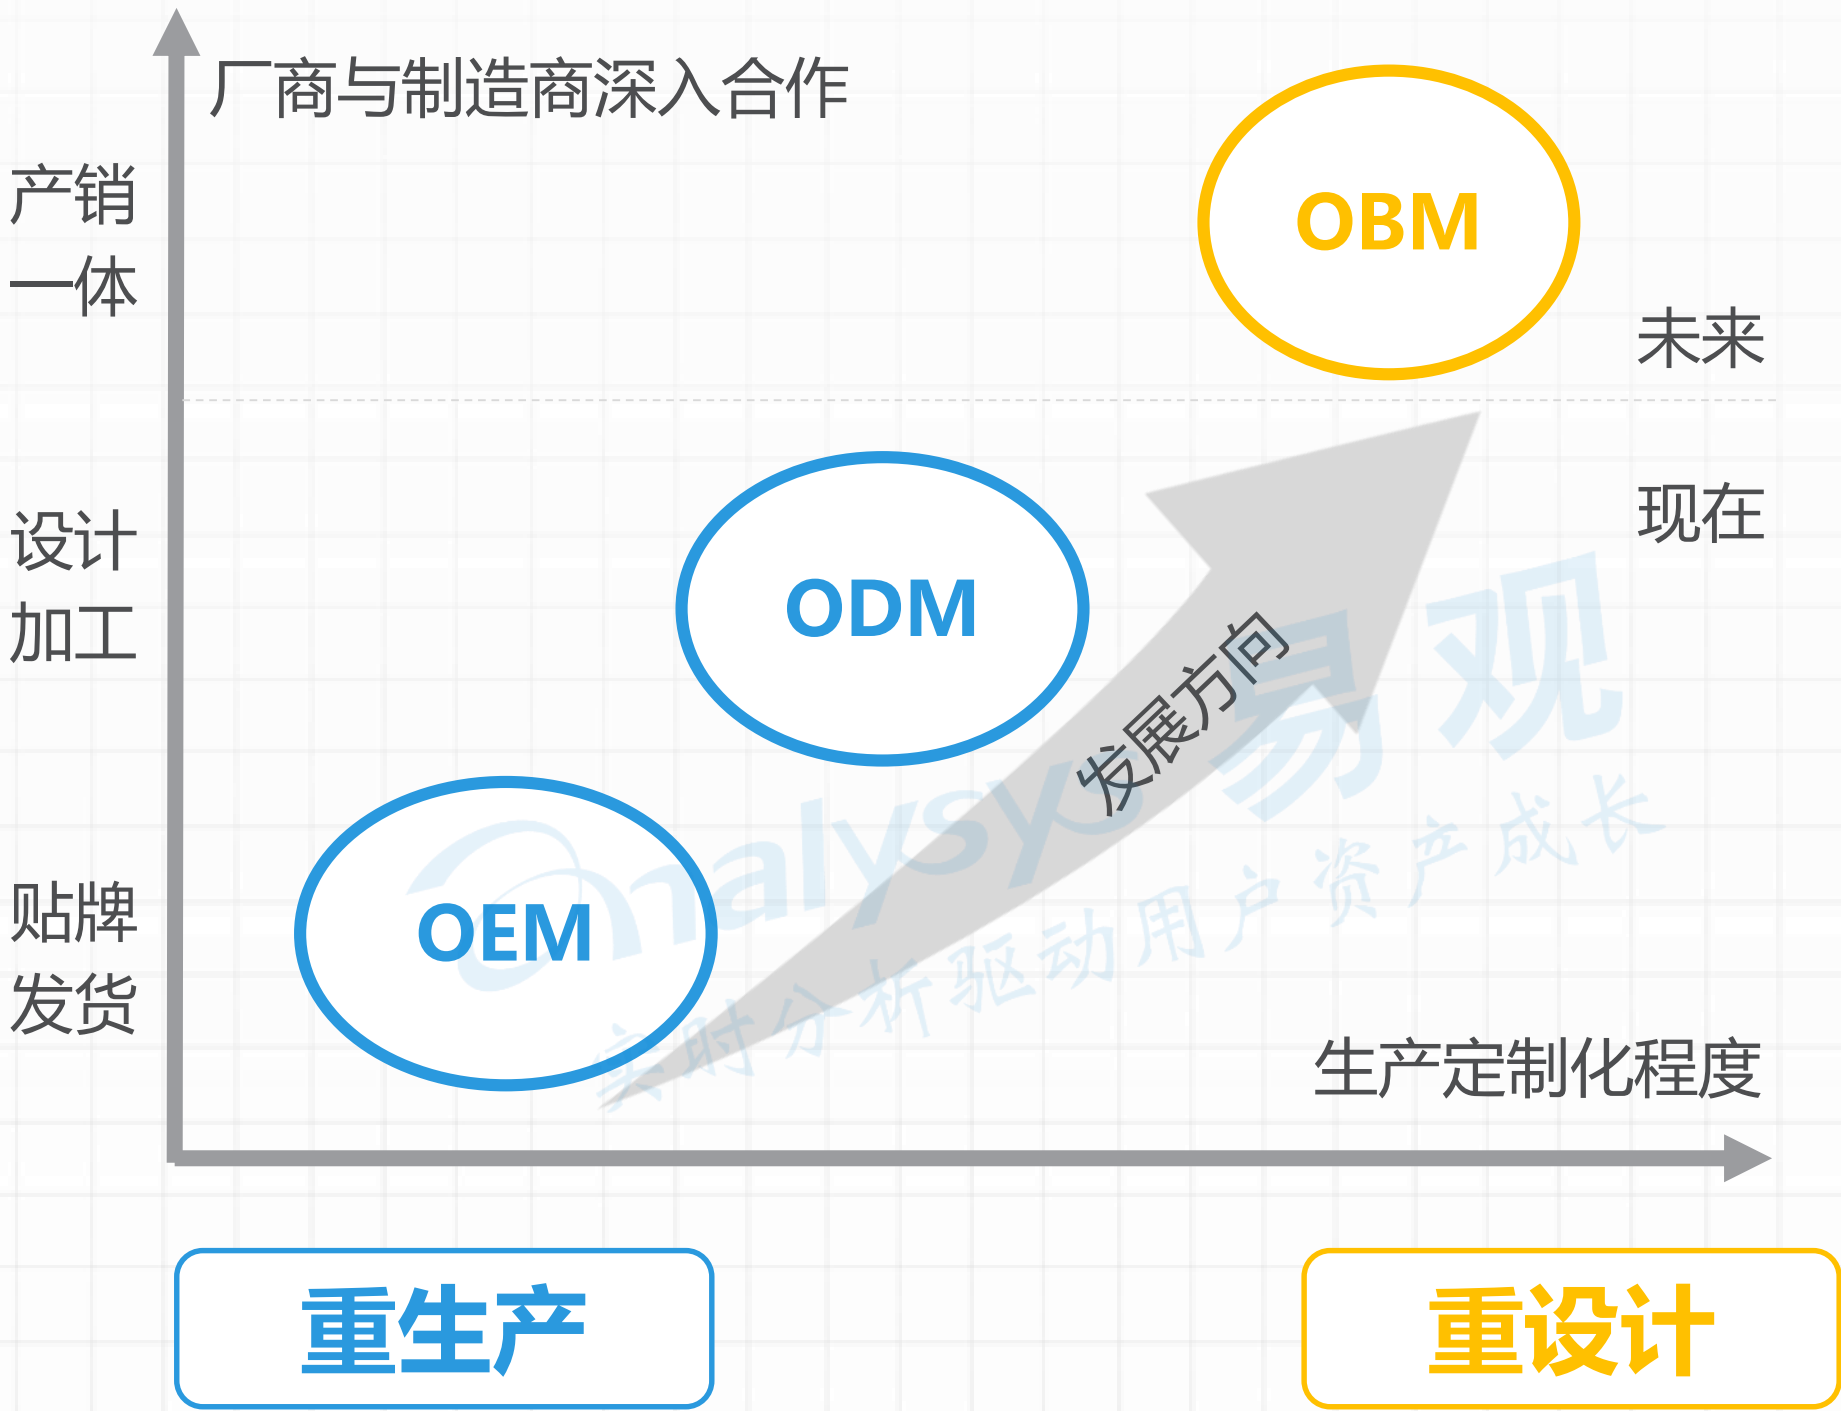 厂商与制造商深入合作
产销
一体
OBM
未来
现在
设计
加工
ODM
发展方向
易观
analysys
实时分析驱动用户资产成长
贴牌
发货
OEM
生产定制化程度
重生产
重设计